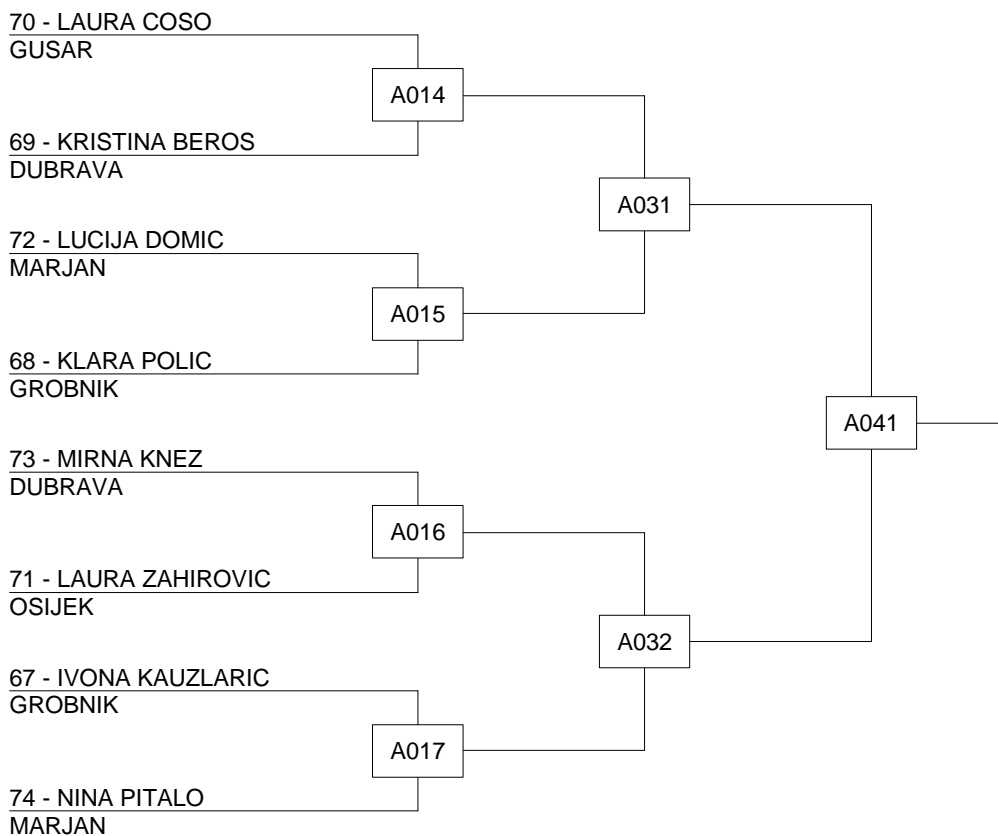 70 - LAURA COSO
GUSAR
A014
69 - KRISTINA BEROS
DUBRAVA
A031
72 - LUCIJA DOMIC
MARJAN
A015
68 - KLARA POLIC
GROBNIK
A041
73 - MIRNA KNEZ
DUBRAVA
A016
71 - LAURA ZAHIROVIC
OSIJEK
A032
67 - IVONA KAUZLARIC
GROBNIK
A017
74 - NINA PITALO
MARJAN